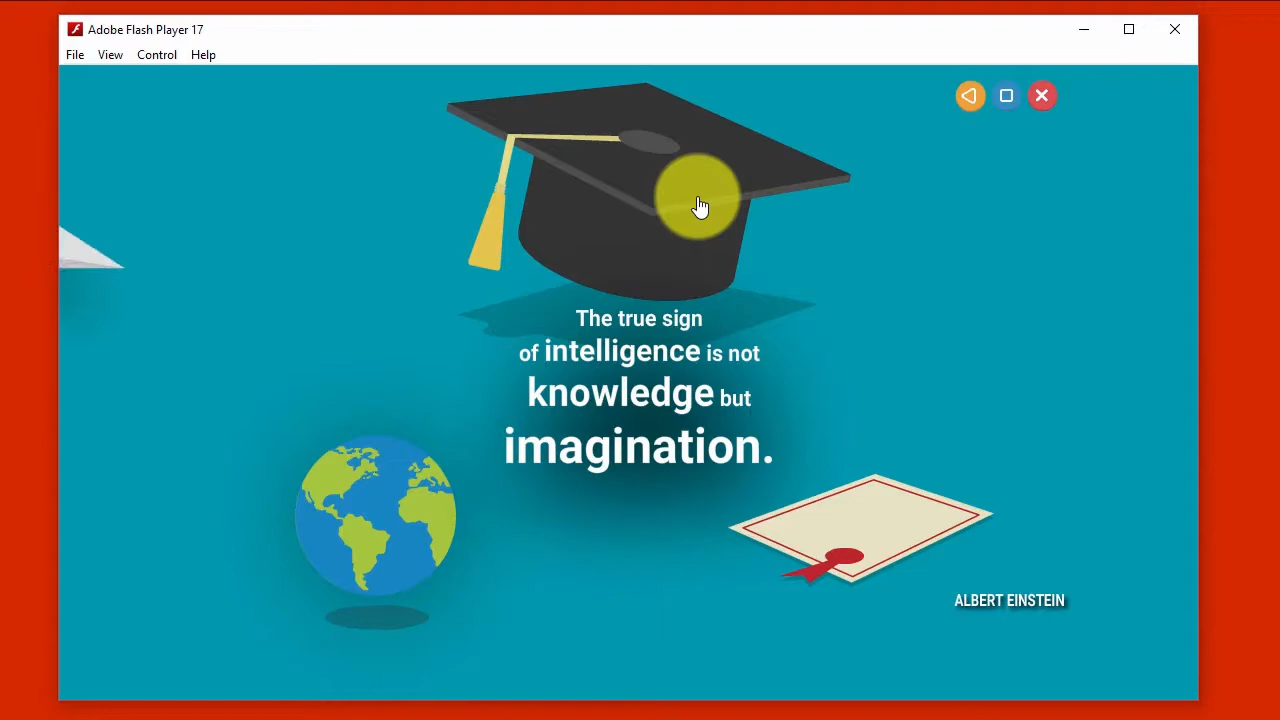 Adobe Flash Player 17
File View Control Help
The true sign
of intelligence is not
knowledge but
imagination.
ALBERT EINSTEIN